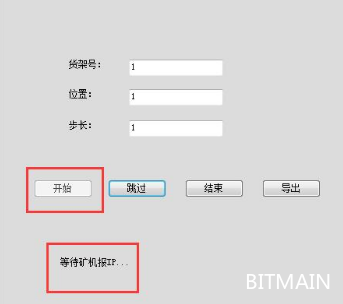 货架号： 1
位置： 1
步长： 1
开始 跳过 结束 导出
等待矿机报IP...
BITMAIN